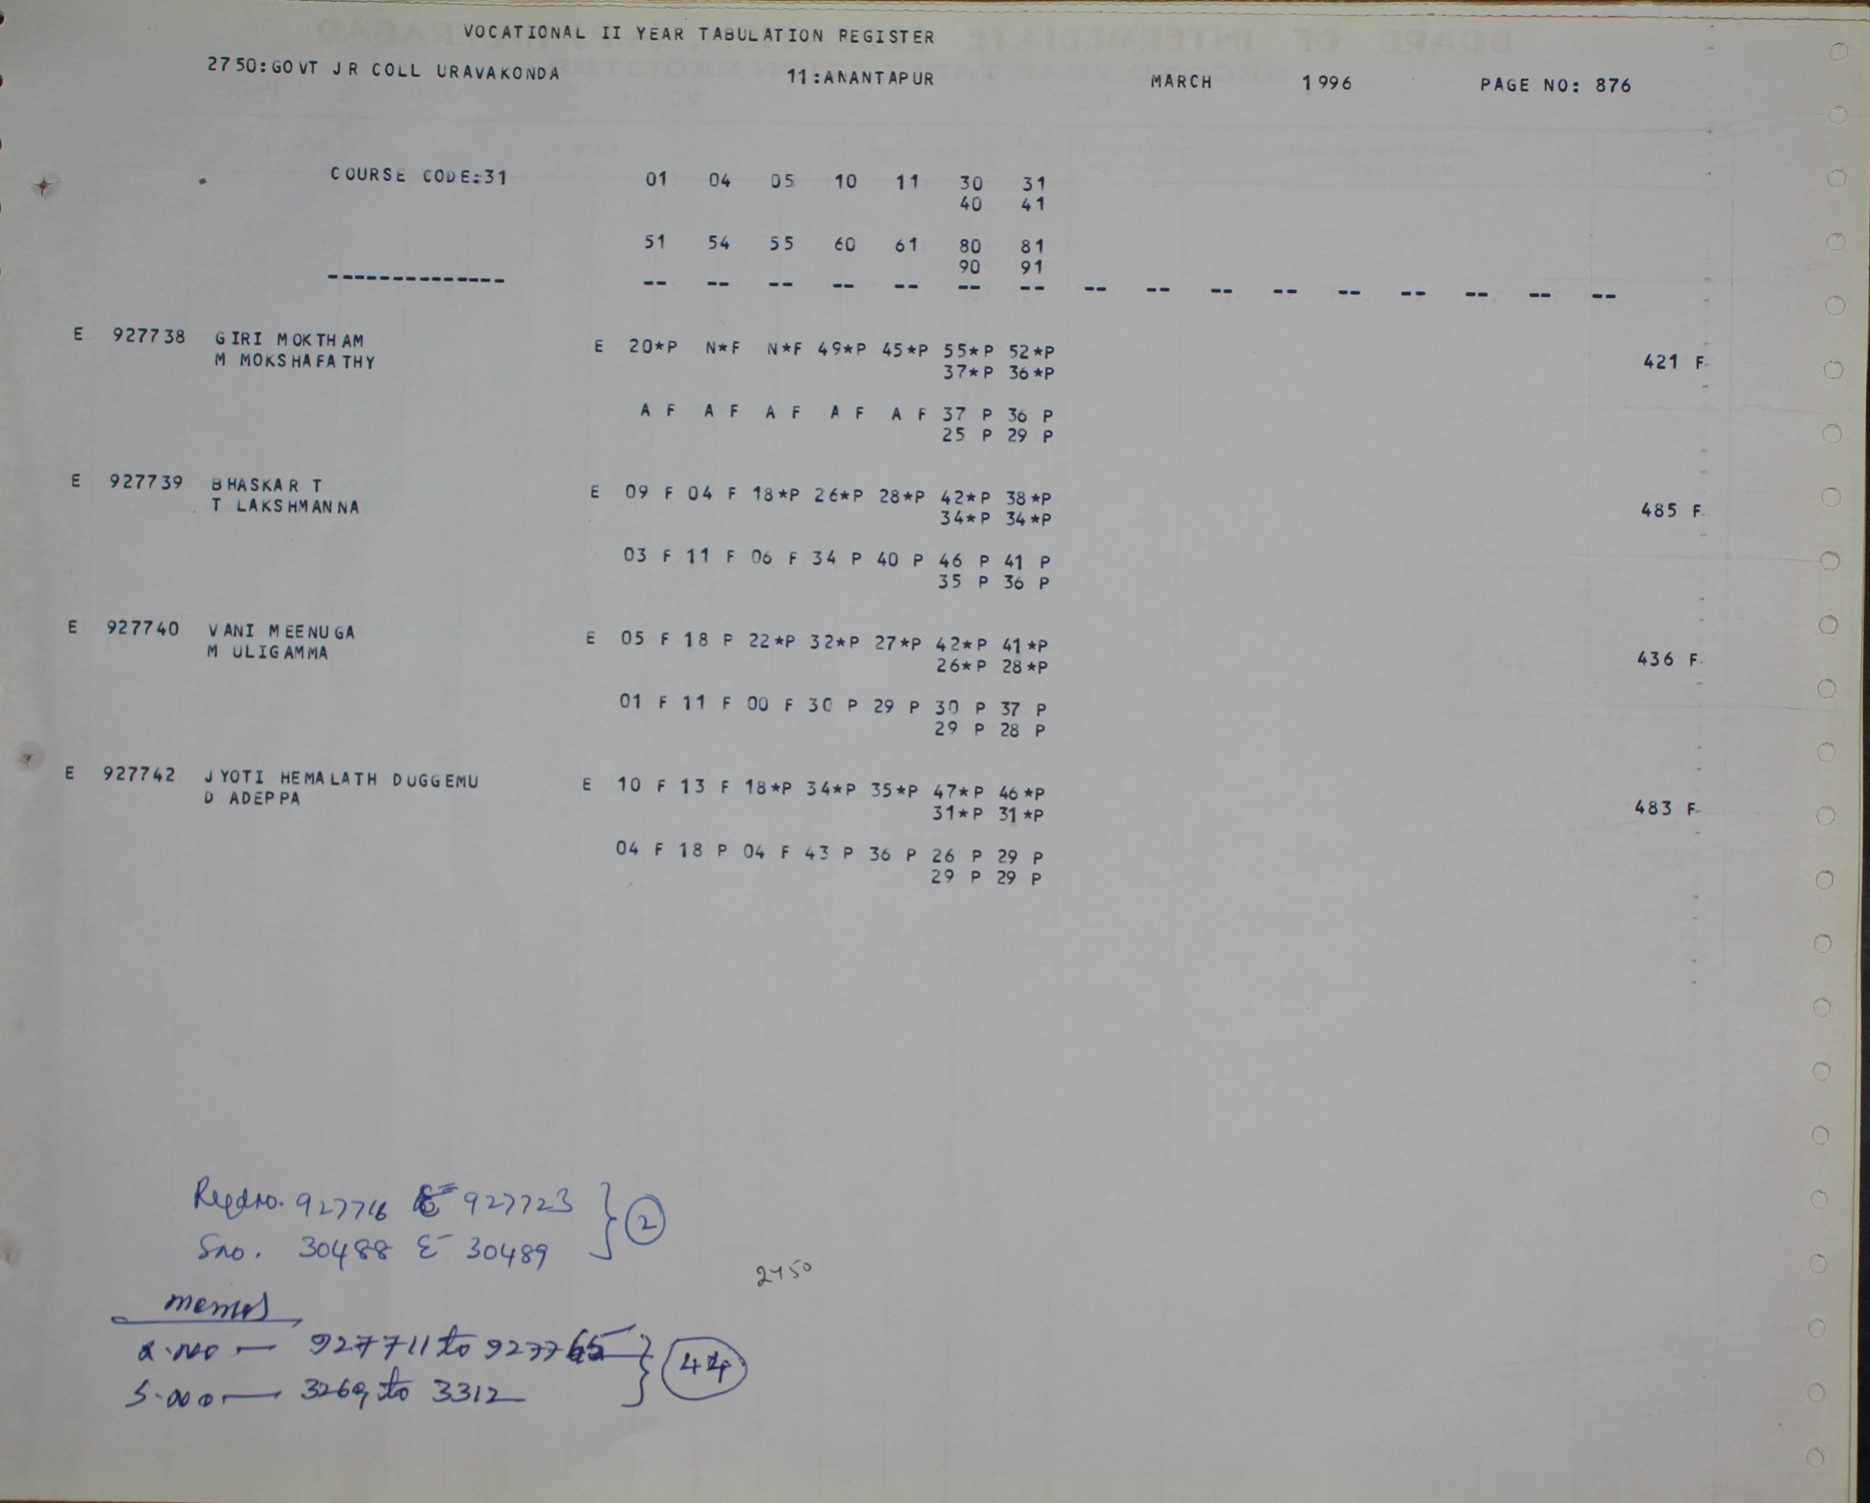 VOCATIONAL II YEAR TABULATION REGISTER
2750:GOVT JR COLL URAVAKONDA 11:ANANTAPUR MARCH 1996 PAGE NO: 876
COURSE CODE:31 01 04 05 10 11 30 31
40 41
51 54 55 60 61 80 81
90 91
-------------- -- -- -- -- -- -- -- -- -- -- -- -- -- -- -- --
E 927738 GIRI MOKTHAM E 20*P N*F N*F 49*P 45*P 55*P 52*P
M MOKSHAFATHY 37*P 36*P 421 F
A F A F A F A F A F 37 P 36 P
25 P 29 P
E 927739 BHASKAR T E 09 F 04 F 18*P 26*P 28*P 42*P 38*P
T LAKSHMANNA 34*P 34*P 485 F
03 F 11 F 06 F 34 P 40 P 46 P 41 P
35 P 36 P
E 927740 VANI MEENUGA E 05 F 18 P 22*P 32*P 27*P 42*P 41*P
M ULIGAMMA 26*P 28*P 436 F
01 F 11 F 00 F 30 P 29 P 30 P 37 P
29 P 28 P
E 927742 JYOTI HEMALATH DUGGEMU E 10 F 13 F 18*P 34*P 35*P 47*P 46*P
D ADEPPA 31*P 31*P 483 F
04 F 18 P 04 F 43 P 36 P 26 P 29 P
29 P 29 P
Regdno. 927716 & 927723 } 2
Sno. 30488 & 30489
2750
memos
R.no — 927711 to 927765 } 44
S.no — 3269 to 3312